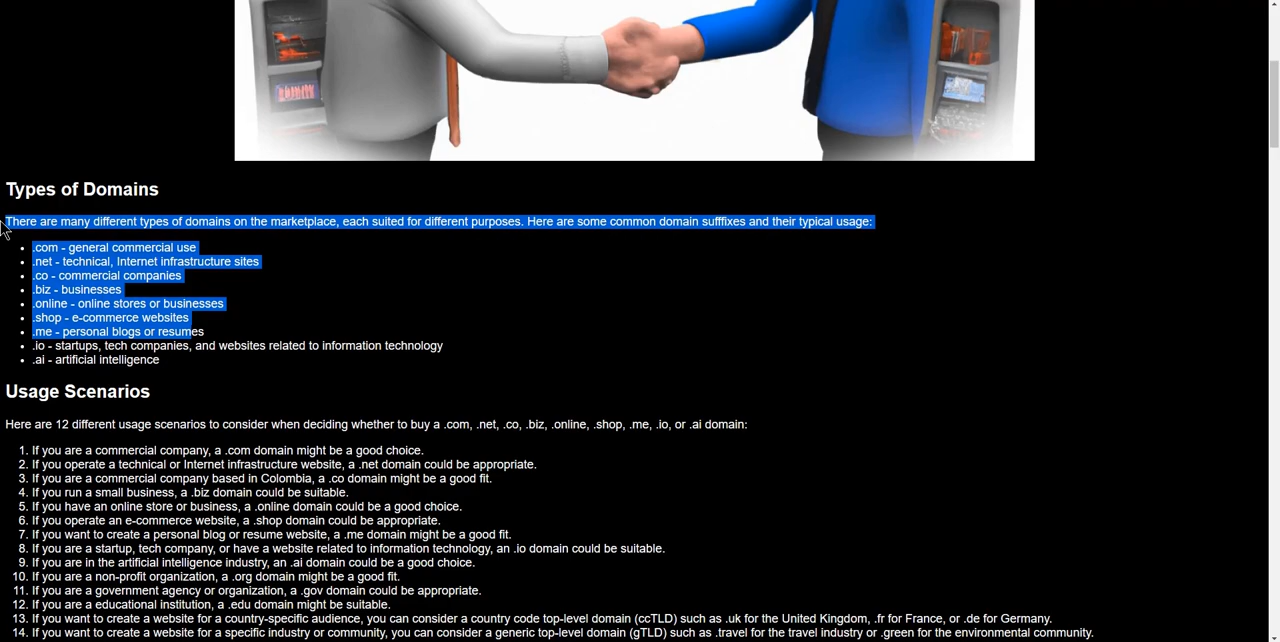 Types of Domains
There are many different types of domains on the marketplace, each suited for different purposes. Here are some common domain sufffixes and their typical usage:
• .com - general commercial use
• .net - technical, Internet infrastructure sites
• .co - commercial companies
• .biz - businesses
• .online - online stores or businesses
• .shop - e-commerce websites
• .me - personal blogs or resumes
• .io - startups, tech companies, and websites related to information technology
• .ai - artificial intelligence
Usage Scenarios
Here are 12 different usage scenarios to consider when deciding whether to buy a .com, .net, .co, .biz, .online, .shop, .me, .io, or .ai domain:
1. If you are a commercial company, a .com domain might be a good choice.
2. If you operate a technical or Internet infrastructure website, a .net domain could be appropriate.
3. If you are a commercial company based in Colombia, a .co domain might be a good fit.
4. If you run a small business, a .biz domain could be suitable.
5. If you have an online store or business, a .online domain could be a good choice.
6. If you operate an e-commerce website, a .shop domain could be appropriate.
7. If you want to create a personal blog or resume website, a .me domain might be a good fit.
8. If you are a startup, tech company, or have a website related to information technology, an .io domain could be suitable.
9. If you are in the artificial intelligence industry, an .ai domain could be a good choice.
10. If you are a non-profit organization, a .org domain might be a good fit.
11. If you are a government agency or organization, a .gov domain could be appropriate.
12. If you are a educational institution, a .edu domain might be suitable.
13. If you want to create a website for a country-specific audience, you can consider a country code top-level domain (ccTLD) such as .uk for the United Kingdom, .fr for France, or .de for Germany.
14. If you want to create a website for a specific industry or community, you can consider a generic top-level domain (gTLD) such as .travel for the travel industry or .green for the environmental community.